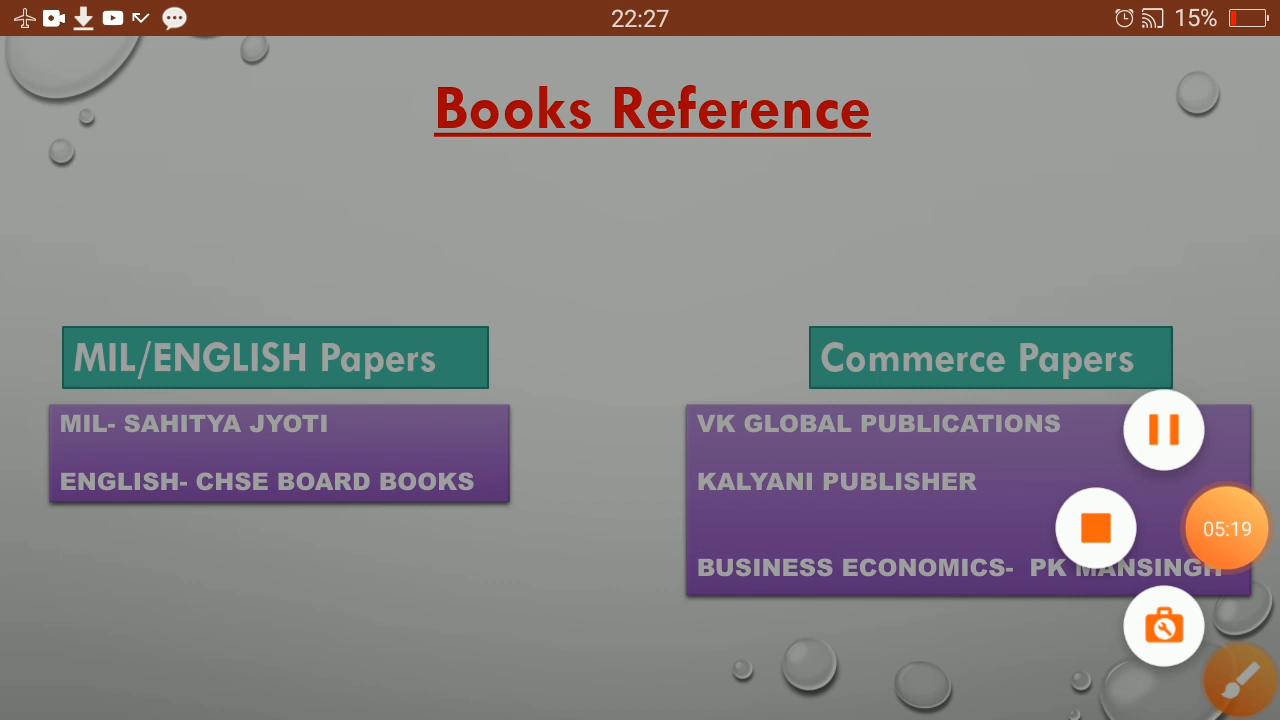 22:27
15%
Books Reference
MIL/ENGLISH Papers
MIL- SAHITYA JYOTI
ENGLISH- CHSE BOARD BOOKS
Commerce Papers
VK GLOBAL PUBLICATIONS
KALYANI PUBLISHER
BUSINESS ECONOMICS- PK MANSINGH
05:19